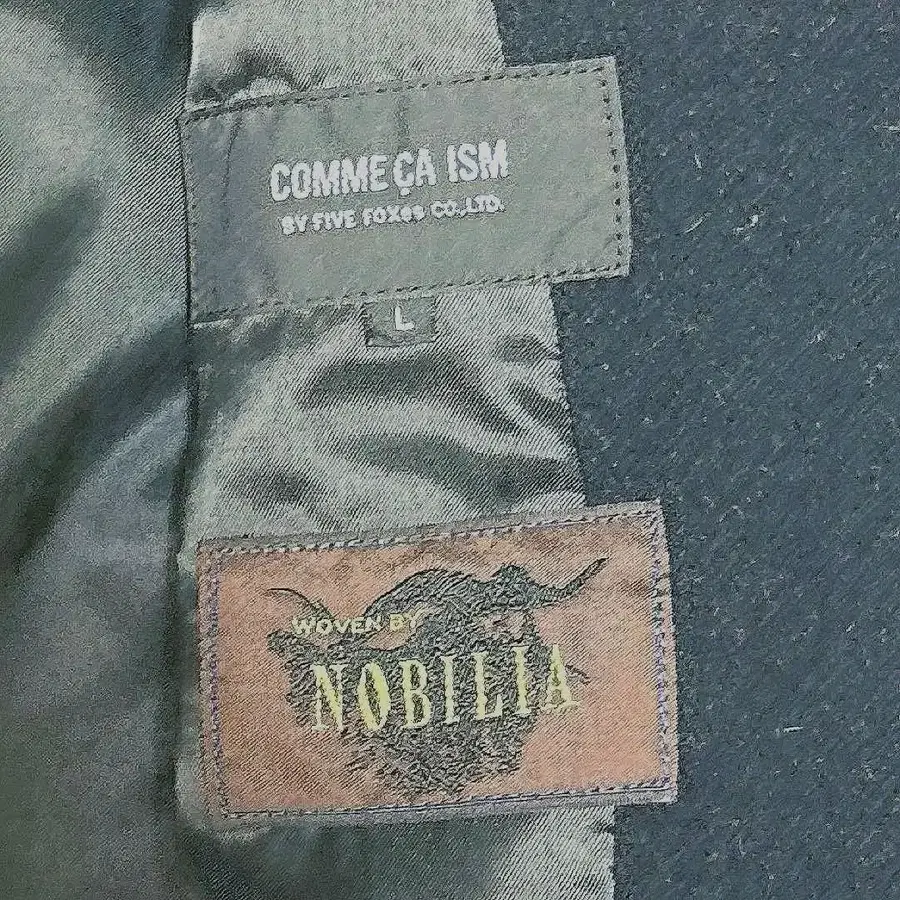 COMME ÇA ISM
BY FIVE FOXes CO.,LTD.
L
WOVEN BY
NOBILIA